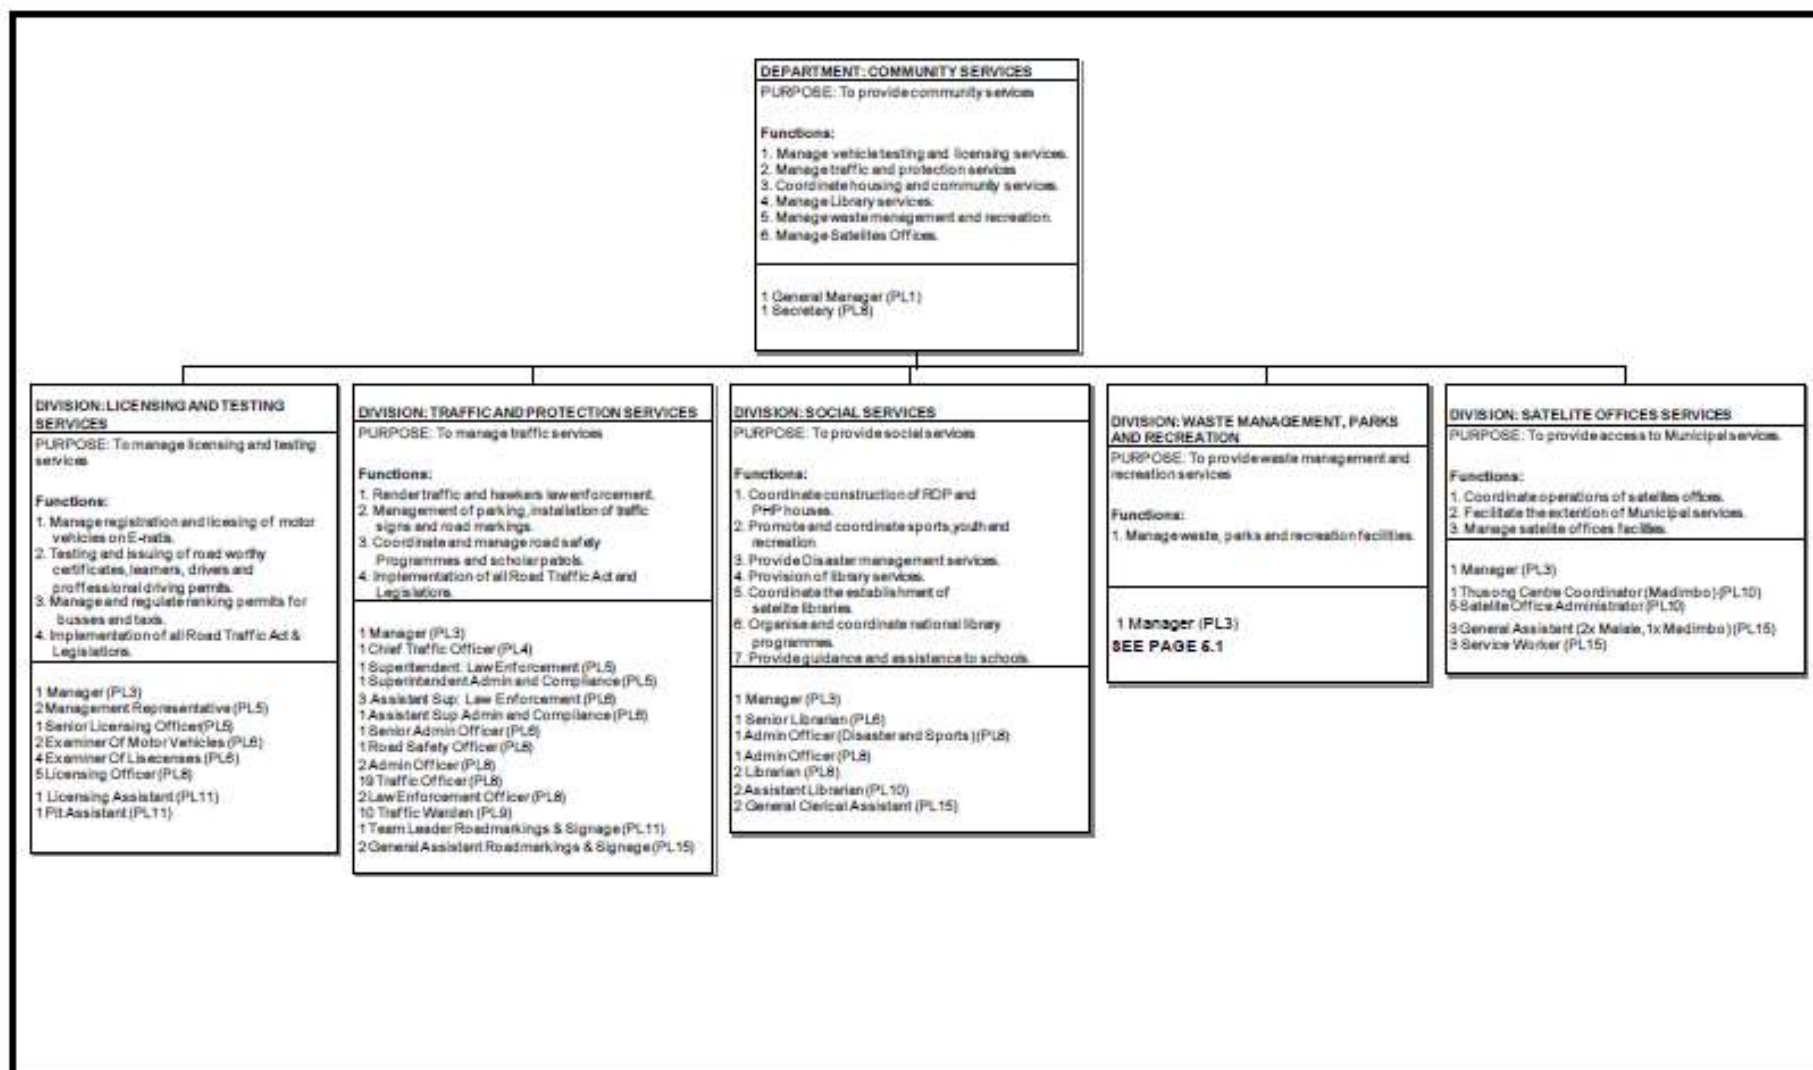 DEPARTMENT: COMMUNITY SERVICES
PURPOSE: To provide community services
Functions:
1. Manage vehicle testing and licensing services.
2. Manage traffic and protection services
3. Coordinate housing and community services.
4. Manage Library services.
5. Manage waste management and recreation.
6. Manage Satelites Offices.
1 General Manager (PL1)
1 Secretary (PL8)
DIVISION: LICENSING AND TESTING
SERVICES
PURPOSE: To manage licensing and testing
services
Functions:
1. Manage registration and licesing of motor
vehicles on E-natis.
2. Testing and issuing of road worthy
certificates, learners, drivers and
proffessional driving permits.
3. Manage and regulate ranking permits for
busses and taxis.
4. Implementation of all Road Traffic Act &
Legislations.
1 Manager (PL3)
2 Management Representative (PL5)
1 Senior Licensing Officer (PL5)
2 Examiner Of Motor Vehicles (PL6)
4 Examiner Of Lisecenses (PL6)
5 Licensing Officer (PL8)
1 Licensing Assistant (PL11)
1 Pit Assistant (PL11)
DIVISION: TRAFFIC AND PROTECTION SERVICES
PURPOSE: To manage traffic services
Functions:
1. Render traffic and hawkers law enforcement.
2. Management of parking, installation of traffic
signs and road markings.
3. Coordinate and manage road safety
Programmes and scholar patrols.
4. Implementation of all Road Traffic Act and
Legislations.
1 Manager (PL3)
1 Chief Traffic Officer (PL4)
1 Superitendent Law Enforcement (PL5)
1 Superintendent Admin and Compliance (PL5)
3 Assistant Sup: Law Enforcement (PL6)
1 Assistant Sup Admin and Compliance (PL6)
1 Senior Admin Officer (PL6)
1 Road Safety Officer (PL8)
2 Admin Officer (PL8)
19 Traffic Officer (PL8)
2 Law Enforcement Officer (PL8)
10 Traffic Warden (PL9)
1 Team Leader Roadmarkings & Signage (PL11)
2 General Assistant Roadmarkings & Signage (PL15)
DIVISION: SOCIAL SERVICES
PURPOSE: To provide social services
Functions:
1. Coordinate construction of RDP and
PHP houses.
2. Promote and coordinate sports, youth and
recreation
3. Provide Disaster management services.
4. Provision of library services.
5. Coordinate the establishment of
satelite libraries.
6. Organise and coordinate national library
programmes.
7. Provide guidance and assistance to schools.
1 Manager (PL3)
1 Senior Librarian (PL6)
1 Admin Officer (Disaster and Sports) (PL8)
1 Admin Officer (PL8)
2 Librarian (PL8)
2 Assistant Librarian (PL10)
2 General Clerical Assistant (PL15)
DIVISION: WASTE MANAGEMENT, PARKS
AND RECREATION
PURPOSE: To provide waste management and
recreation services
Functions:
1. Manage waste, parks and recreation facilities.
1 Manager (PL3)
SEE PAGE 5.1
DIVISION: SATELITE OFFICES SERVICES
PURPOSE: To provide access to Municipal services.
Functions:
1. Coordinate operations of satelites offices.
2. Facilitate the extention of Municipal services.
3. Manage satelite offices facilities.
1 Manager (PL3)
1 Thusong Centre Coordinator (Madimbo) (PL10)
5 Satelite Office Administrator (PL10)
3 General Assistant (2x Malale, 1x Madimbo) (PL15)
3 Service Worker (PL15)